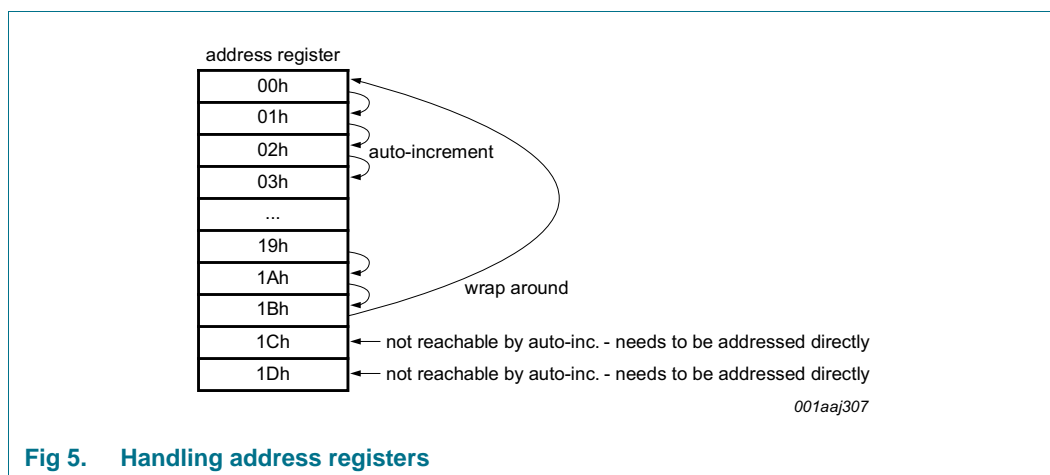 address register
00h
01h
02h
auto-increment
03h
...
19h
1Ah
wrap around
1Bh
1Ch
not reachable by auto-inc. - needs to be addressed directly
1Dh
not reachable by auto-inc. - needs to be addressed directly
001aaj307
Fig 5. Handling address registers